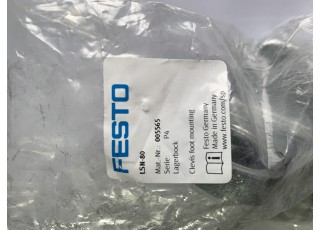 FESTO
LSN-80
Mat.-Nr.: 005565
Serie: P4
Lagerbock
Clevis foot mounting
Festo Germany
Made in Germany
www.festo.com/sp